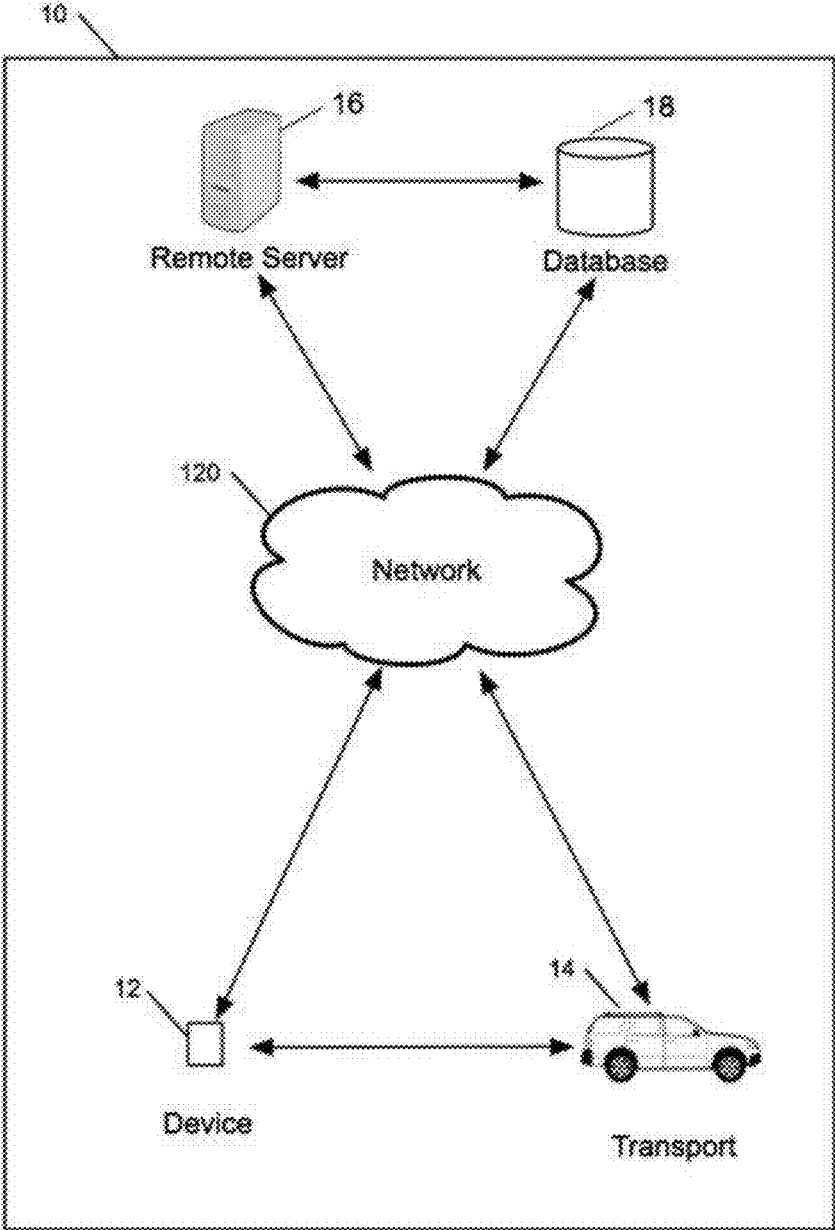 10
16
18
Remote Server
Database
120
Network
12
14
Device
Transport